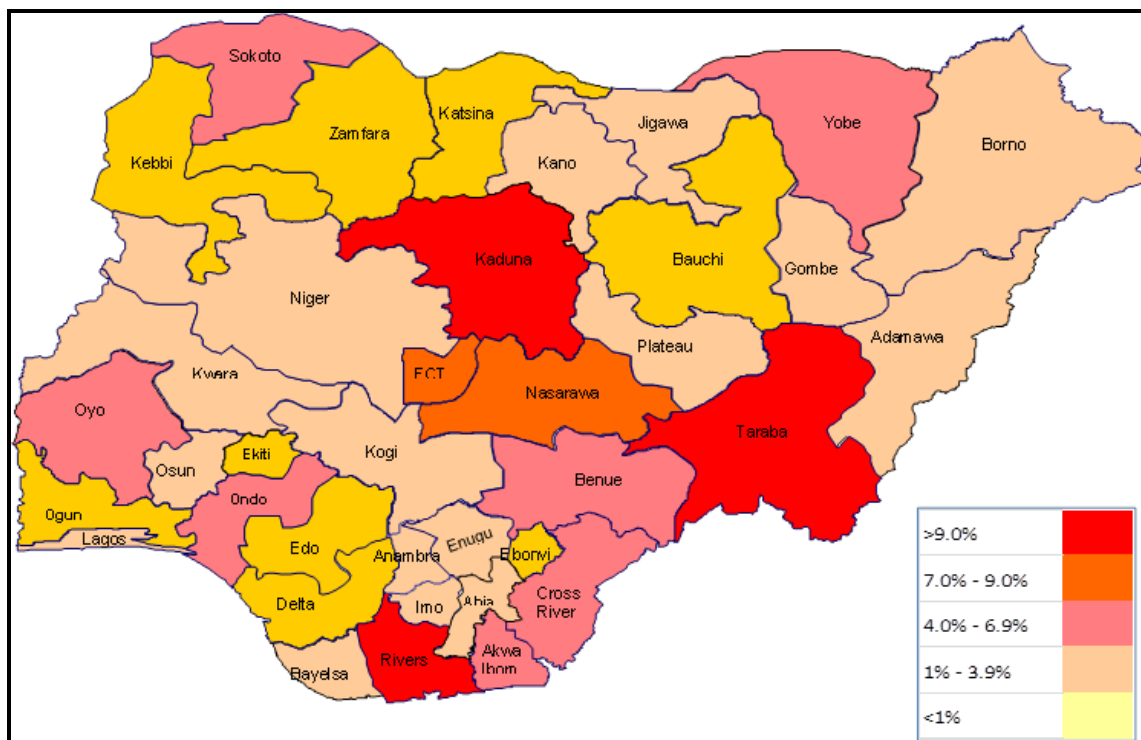 Sokoto
Katsina
Jigawa
Yobe
Zamfara
Kebbi
Kano
Borno
Kaduna
Bauchi
Gombe
Niger
Adamawa
Plateau
Kwara
FCT
Nasarawa
Oyo
Taraba
Kogi
Ekiti
Osun
Benue
Ondo
Ogun
Lagos
Edo
Anambra
Enugu
Ebonyi
Delta
Imo
Abia
Cross
River
Rivers
Akwa
Ibom
Bayelsa
>9.0%
7.0% - 9.0%
4.0% - 6.9%
1% - 3.9%
<1%